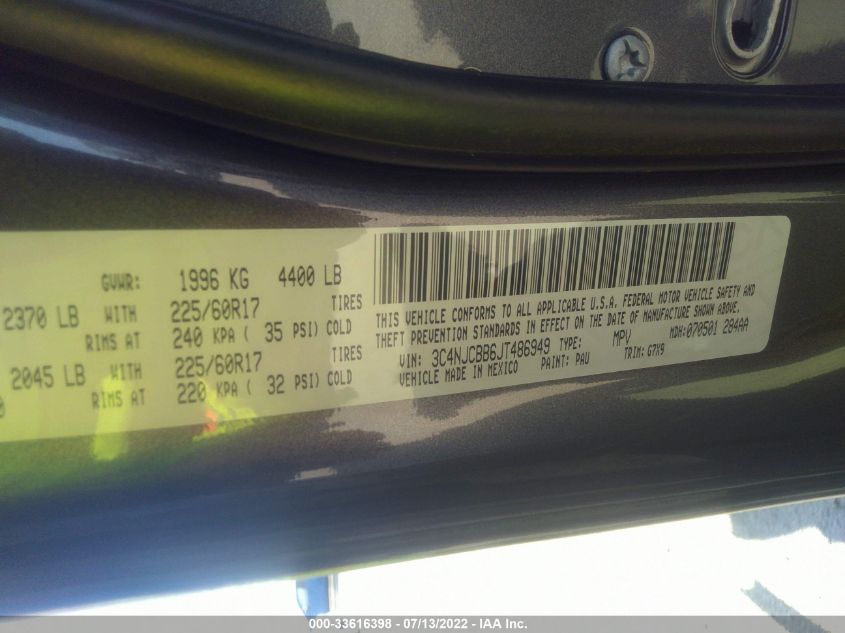 GVWR: 1996 KG 4400 LB
2370 LB WITH 225/60R17 TIRES
RIMS AT 240 KPA ( 35 PSI) COLD
2045 LB WITH 225/60R17 TIRES
RIMS AT 220 KPA ( 32 PSI) COLD
THIS VEHICLE CONFORMS TO ALL APPLICABLE U.S.A. FEDERAL MOTOR VEHICLE SAFETY AND
THEFT PREVENTION STANDARDS IN EFFECT ON THE DATE OF MANUFACTURE SHOWN ABOVE.
VIN: 3C4NJCBB6JT486949 TYPE: MPV MDH: 070501 284AA
VEHICLE MADE IN MEXICO PAINT: PAU TRIM: G7X9
000-33616398 - 07/13/2022 - IAA Inc.